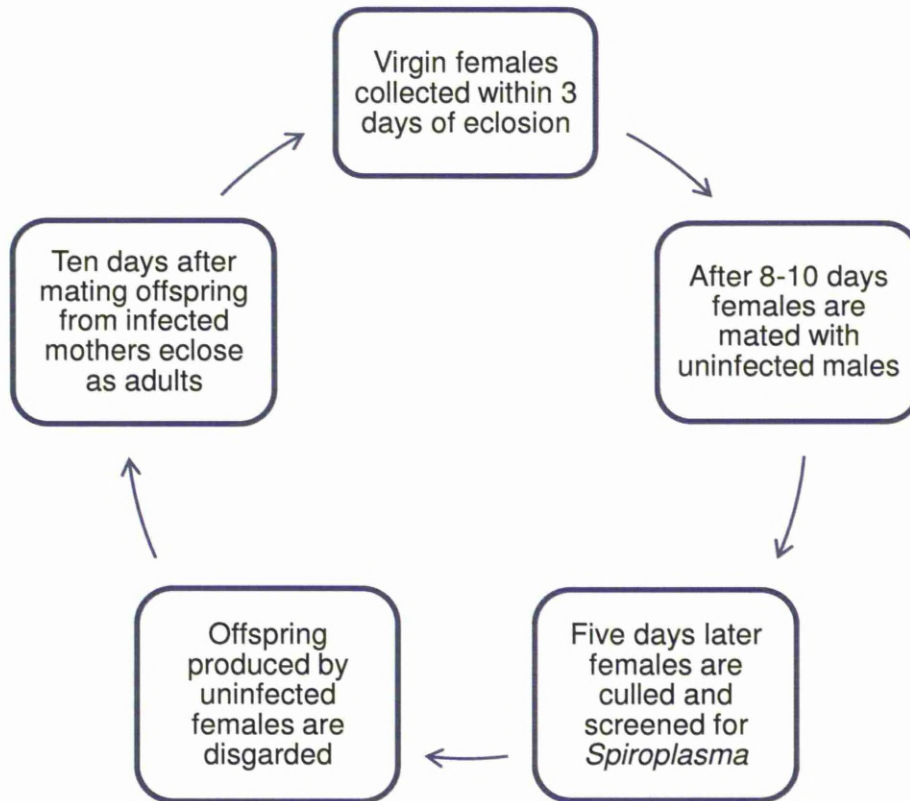 Virgin females
collected within 3
days of eclosion
After 8-10 days
females are
mated with
uninfected males
Five days later
females are
culled and
screened for
Spiroplasma
Offspring
produced by
uninfected
females are
disgarded
Ten days after
mating offspring
from infected
mothers eclose
as adults